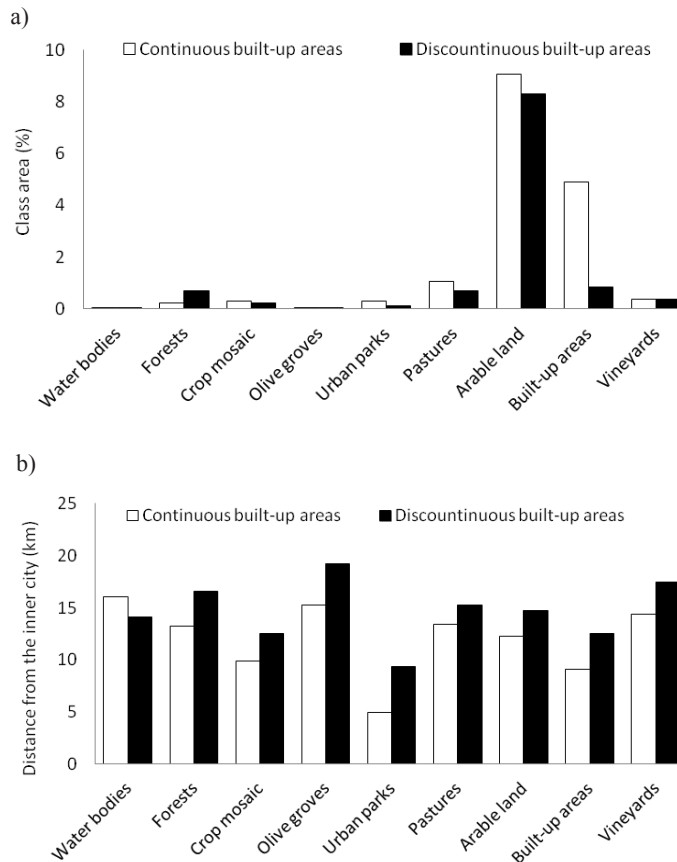 a)
Continuous built-up areas Discountinuous built-up areas
Class area (%)
10
8
6
4
2
0
Water bodies
Forests
Crop mosaic
Olive groves
Urban parks
Pastures
Arable land
Built-up areas
Vineyards
b)
Continuous built-up areas Discountinuous built-up areas
Distance from the inner city (km)
25
20
15
10
5
0
Water bodies
Forests
Crop mosaic
Olive groves
Urban parks
Pastures
Arable land
Built-up areas
Vineyards